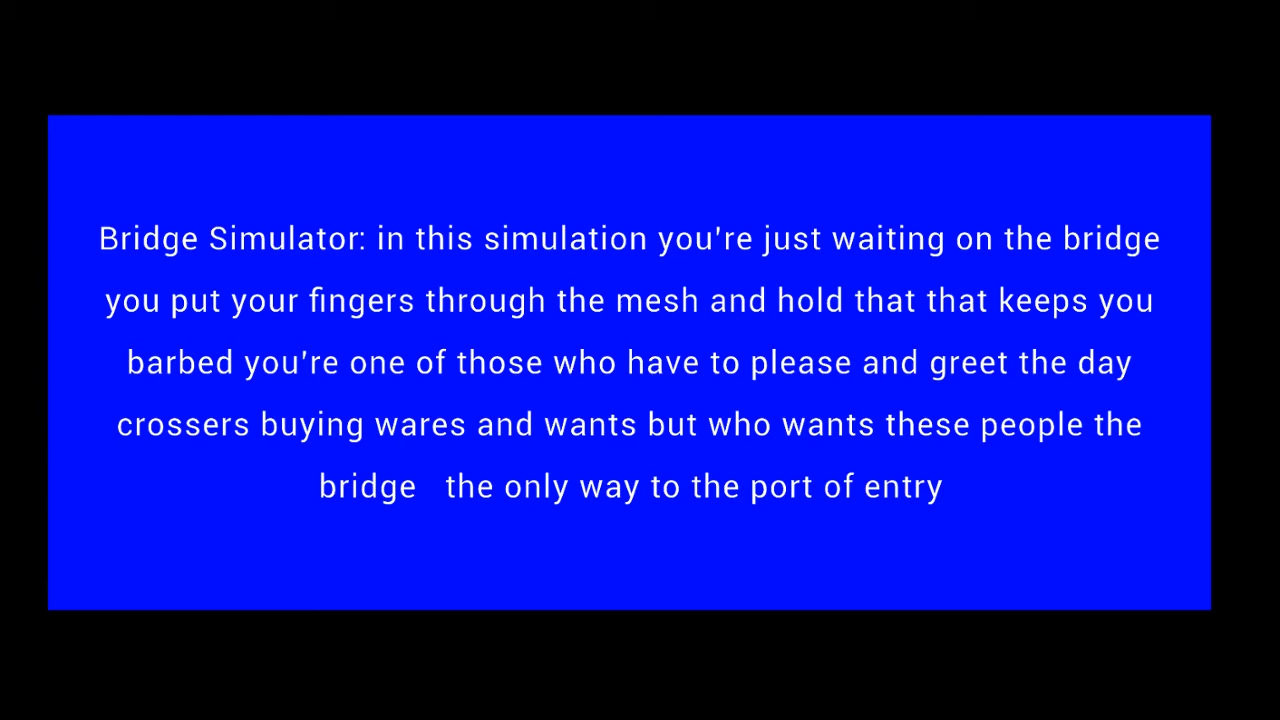 Bridge Simulator: in this simulation you're just waiting on the bridge
you put your fingers through the mesh and hold that that keeps you
barbed you're one of those who have to please and greet the day
crossers buying wares and wants but who wants these people the
bridge   the only way to the port of entry